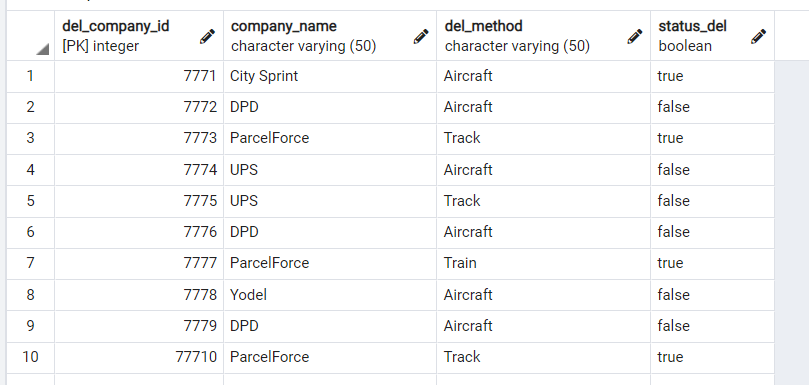 del_company_id company_name del_method status_del
[PK] integer character varying (50) character varying (50) boolean
1 7771 City Sprint Aircraft true
2 7772 DPD Aircraft false
3 7773 ParcelForce Track true
4 7774 UPS Aircraft false
5 7775 UPS Track false
6 7776 DPD Aircraft false
7 7777 ParcelForce Train true
8 7778 Yodel Aircraft false
9 7779 DPD Aircraft false
10 77710 ParcelForce Track true